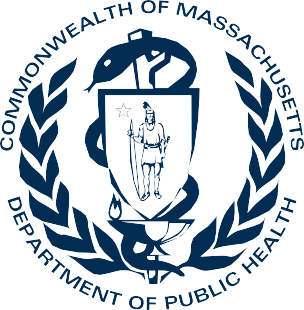 COMMONWEALTH OF MASSACHUSETTS
DEPARTMENT OF PUBLIC HEALTH